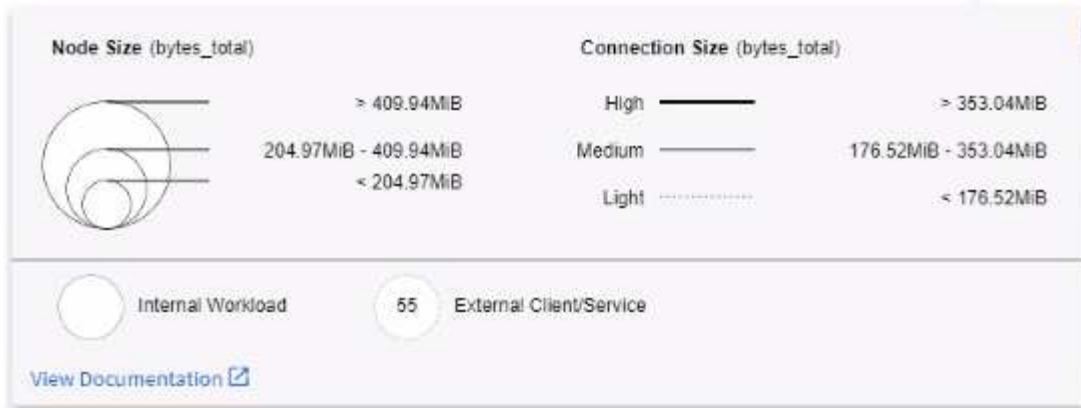 Node Size (bytes_total)
> 409.94MiB
204.97MiB - 409.94MiB
< 204.97MiB
Connection Size (bytes_total)
High > 353.04MiB
Medium 176.52MiB - 353.04MiB
Light < 176.52MiB
Internal Workload
55 External Client/Service
View Documentation